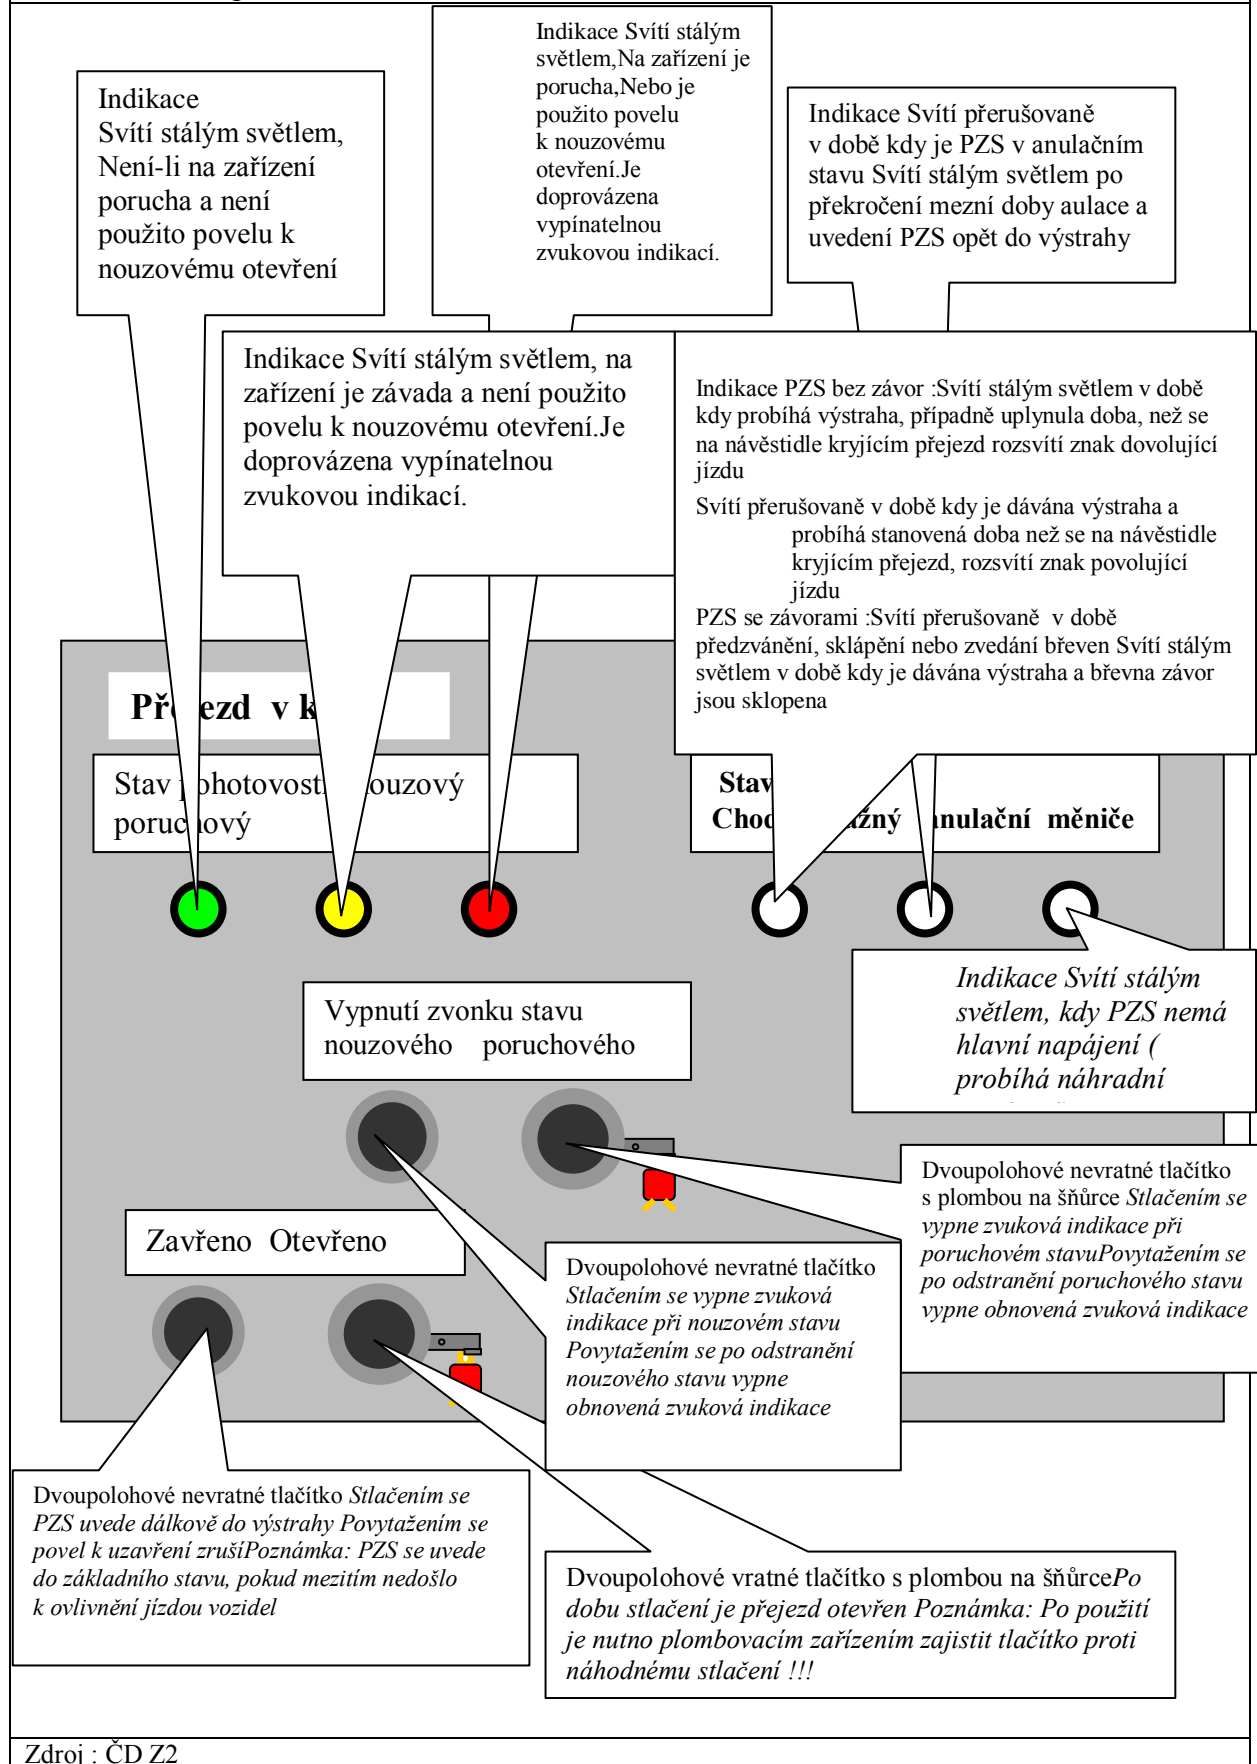 Indikace Svítí stálým
světlem,Na zařízení je
porucha,Nebo je
použito povelu
k nouzovému
otevření.Je
doprovázena
vypínatelnou
zvukovou indikací.
Indikace
Svítí stálým světlem,
Není-li na zařízení
porucha a není
použito povelu k
nouzovému otevření
Indikace Svítí přerušovaně
v době kdy je PZS v anulačním
stavu Svítí stálým světlem po
překročení mezní doby aulace a
uvedení PZS opět do výstrahy
Indikace Svítí stálým světlem, na
zařízení je závada a není použito
povelu k nouzovému otevření.Je
doprovázena vypínatelnou
zvukovou indikací.
Indikace PZS bez závor :Svítí stálým světlem v době
kdy probíhá výstraha, případně uplynula doba, než se
na návěstidle kryjícím přejezd rozsvítí znak dovolující
jízdu
Svítí přerušovaně v době kdy je dávána výstraha a
probíhá stanovená doba než se na návěstidle
kryjícím přejezd, rozsvítí znak povolující
jízdu
PZS se závorami :Svítí přerušovaně v době
předzvánění, sklápění nebo zvedání břeven Svítí stálým
světlem v době kdy je dávána výstraha a břevna závor
jsou sklopena
v
Stav nouzový
poruchový
Stav
měniče
Indikace Svítí stálým
světlem, kdy PZS nemá
hlavní napájení (
probíhá náhradní
Vypnutí zvonku stavu
nouzového poruchového
Dvoupolohové nevratné tlačítko
s plombou na šňůrce Stlačením se
vypne zvuková indikace při
poruchovém stavuPovytažením se
po odstranění poruchového stavu
vypne obnovená zvuková indikace
Zavřeno Otevřeno
Dvoupolohové nevratné tlačítko
Stlačením se vypne zvuková
indikace při nouzovém stavu
Povytažením se po odstranění
nouzového stavu vypne
obnovená zvuková indikace
Dvoupolohové nevratné tlačítko Stlačením se
PZS uvede dálkově do výstrahy Povytažením se
povel k uzavření zrušíPoznámka: PZS se uvede
do základního stavu, pokud mezitím nedošlo
k ovlivnění jízdou vozidel
Dvoupolohové vratné tlačítko s plombou na šňůrcePo
dobu stlačení je přejezd otevřen Poznámka: Po použití
je nutno plombovacím zařízením zajistit tlačítko proti
náhodnému stlačení !!!
Zdroj : ČD Z2